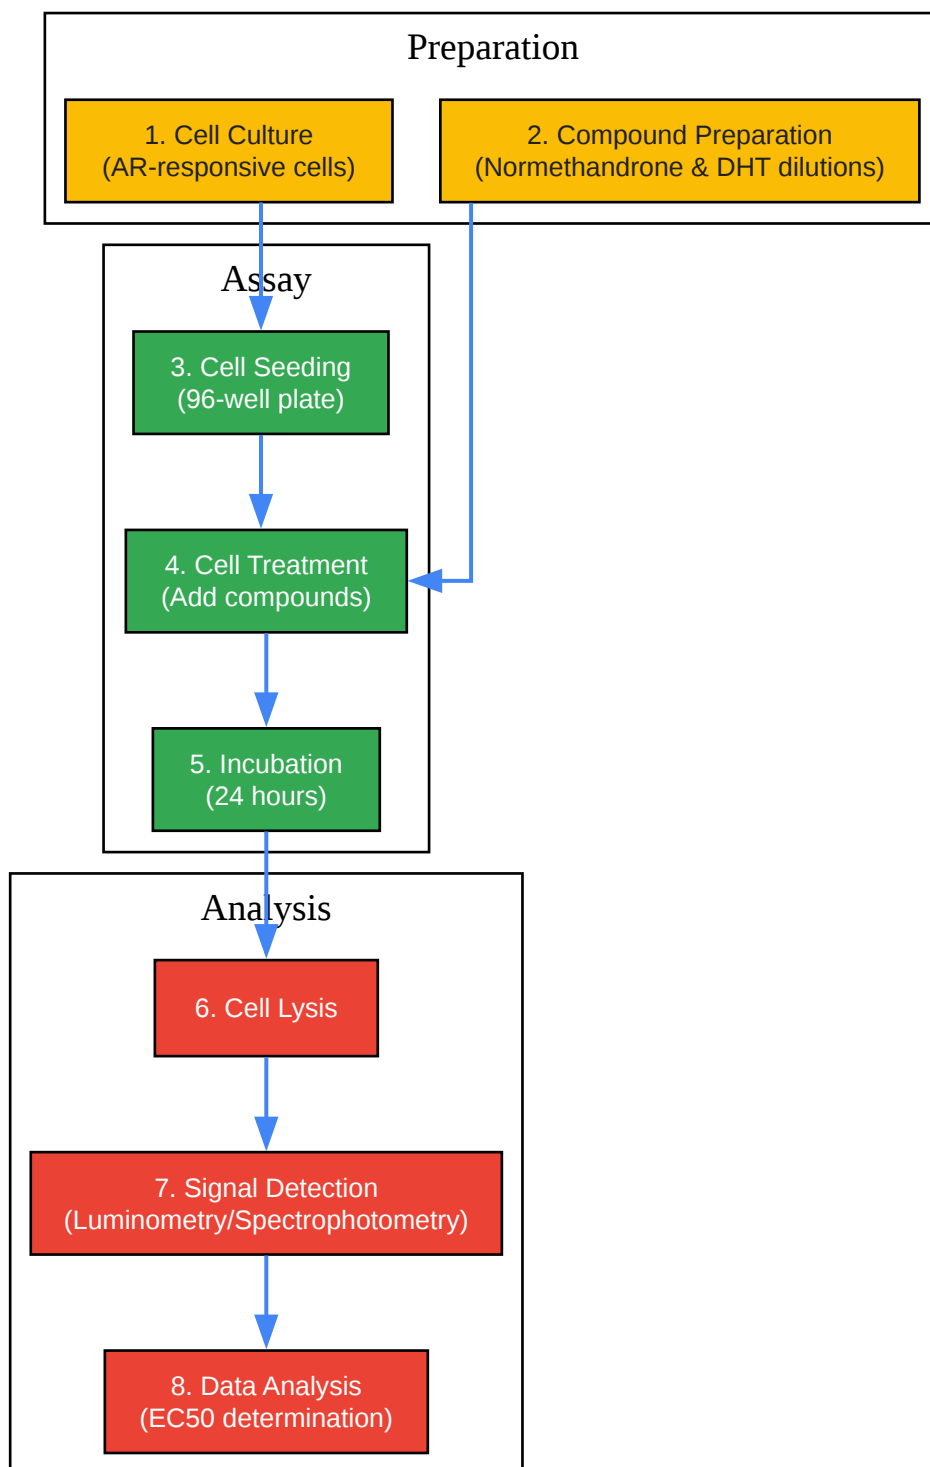 Preparation
1. Cell Culture
(AR-responsive cells)
2. Compound Preparation
(Normethandrone & DHT dilutions)
Assay
3. Cell Seeding
(96-well plate)
4. Cell Treatment
(Add compounds)
5. Incubation
(24 hours)
Analysis
6. Cell Lysis
7. Signal Detection
(Luminometry/Spectrophotometry)
8. Data Analysis
(EC50 determination)